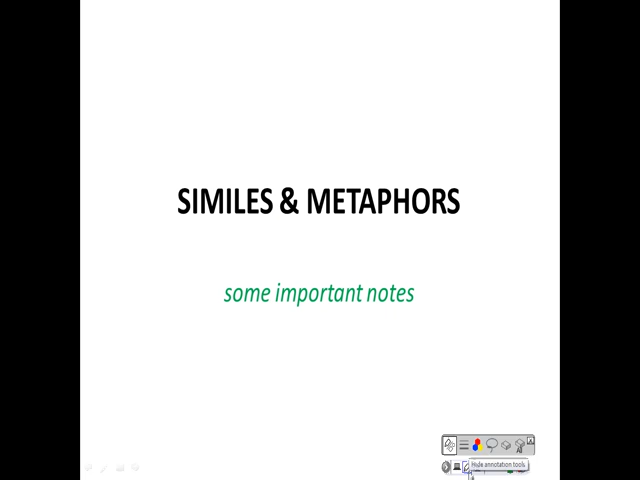 SIMILES & METAPHORS
some important notes
Hide annotation tools